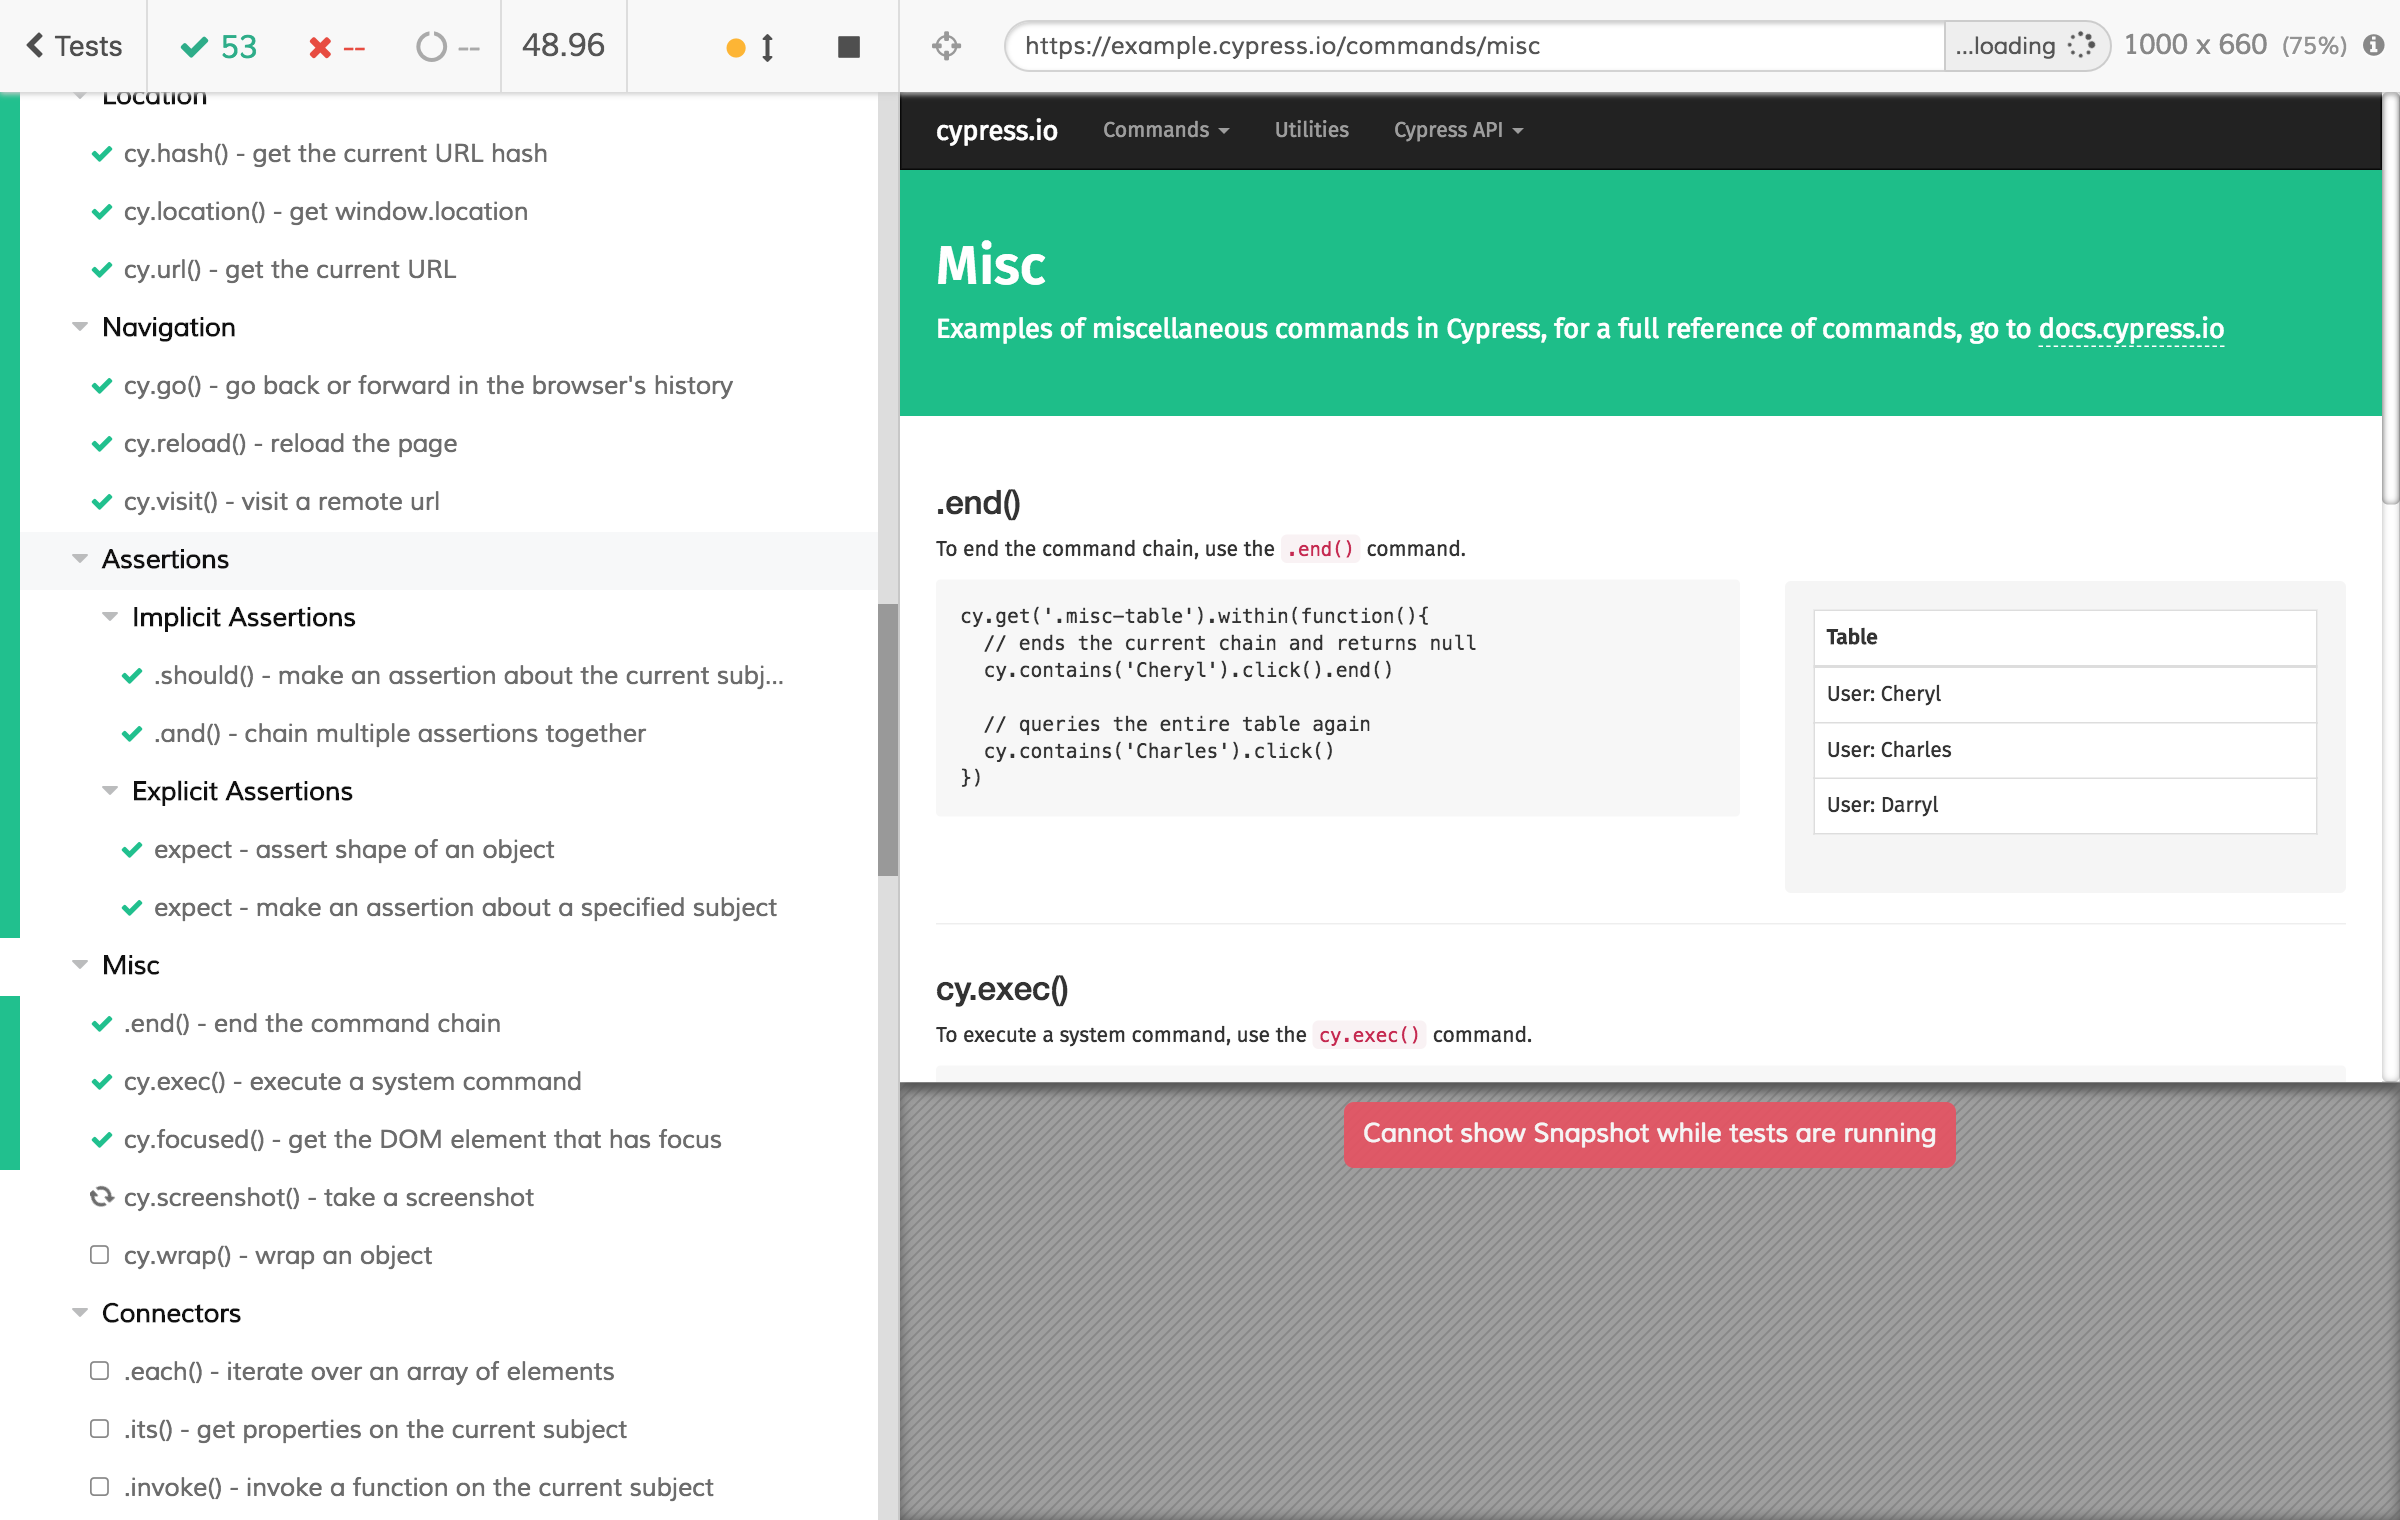 Tests
53
--
--
48.96
https://example.cypress.io/commands/misc
...loading
1000 x 660 (75%)
Location
cy.hash() - get the current URL hash
cy.location() - get window.location
cy.url() - get the current URL
Navigation
cy.go() - go back or forward in the browser's history
cy.reload() - reload the page
cy.visit() - visit a remote url
Assertions
Implicit Assertions
.should() - make an assertion about the current subj...
.and() - chain multiple assertions together
Explicit Assertions
expect - assert shape of an object
expect - make an assertion about a specified subject
Misc
.end() - end the command chain
cy.exec() - execute a system command
cy.focused() - get the DOM element that has focus
cy.screenshot() - take a screenshot
cy.wrap() - wrap an object
Connectors
.each() - iterate over an array of elements
.its() - get properties on the current subject
.invoke() - invoke a function on the current subject
cypress.io
Commands
Utilities
Cypress API
Misc
Examples of miscellaneous commands in Cypress, for a full reference of commands, go to docs.cypress.io
.end()
To end the command chain, use the .end() command.
cy.get('.misc-table').within(function(){
// ends the current chain and returns null
cy.contains('Cheryl').click().end()
// queries the entire table again
cy.contains('Charles').click()
})
Table
User: Cheryl
User: Charles
User: Darryl
cy.exec()
To execute a system command, use the cy.exec() command.
Cannot show Snapshot while tests are running